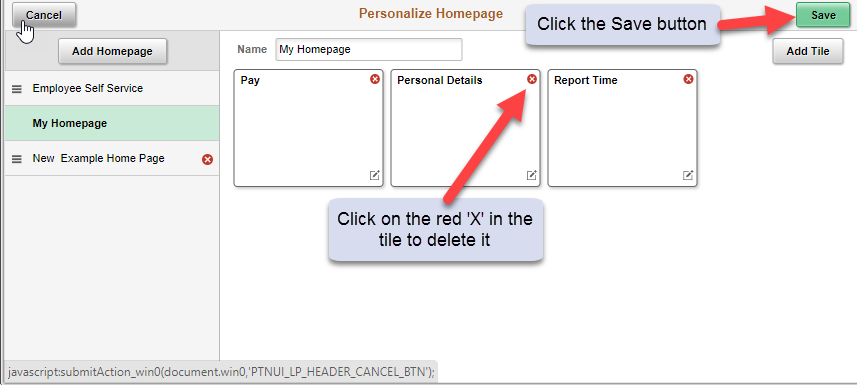 Cancel
Personalize Homepage
Click the Save button
Save
Add Homepage
Name
My Homepage
Add Tile
Employee Self Service
My Homepage
New Example Home Page
Pay
Personal Details
Report Time
Click on the red 'X' in the
tile to delete it
javascript:submitAction_win0(document.win0,'PTNUI_LP_HEADER_CANCEL_BTN');